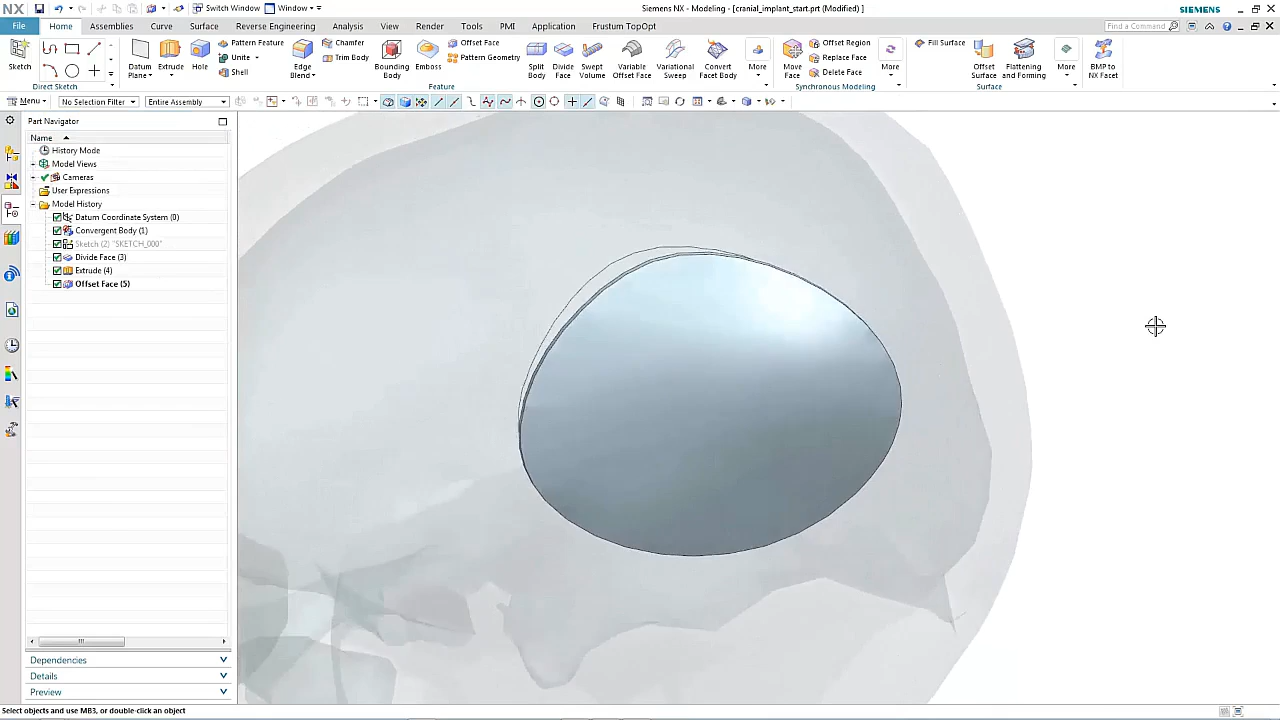 NX
Switch Window
Window
Siemens NX - Modeling - [cranial_implant_start.prt (Modified) ]
SIEMENS
File
Home
Assemblies
Curve
Surface
Reverse Engineering
Analysis
View
Render
Tools
PMI
Application
Frustum TopOpt
Find a Command
Sketch
Datum Plane
Extrude
Hole
Pattern Feature
Unite
Shell
Edge Blend
Chamfer
Trim Body
Bounding Body
Emboss
Offset Face
Pattern Geometry
Split Body
Divide Face
Swept Volume
Variable Offset Face
Variational Sweep
Convert Facet Body
More
Move Face
Offset Region
Replace Face
Delete Face
More
Fill Surface
Offset Surface
Flattening and Forming
More
BMP to NX Facet
Direct Sketch
Feature
Synchronous Modeling
Surface
Menu
No Selection Filter
Entire Assembly
Part Navigator
Name
History Mode
Model Views
Cameras
User Expressions
Model History
Datum Coordinate System (0)
Convergent Body (1)
Sketch (2) "SKETCH_000"
Divide Face (3)
Extrude (4)
Offset Face (5)
Dependencies
Details
Preview
Select objects and use MB3, or double-click an object